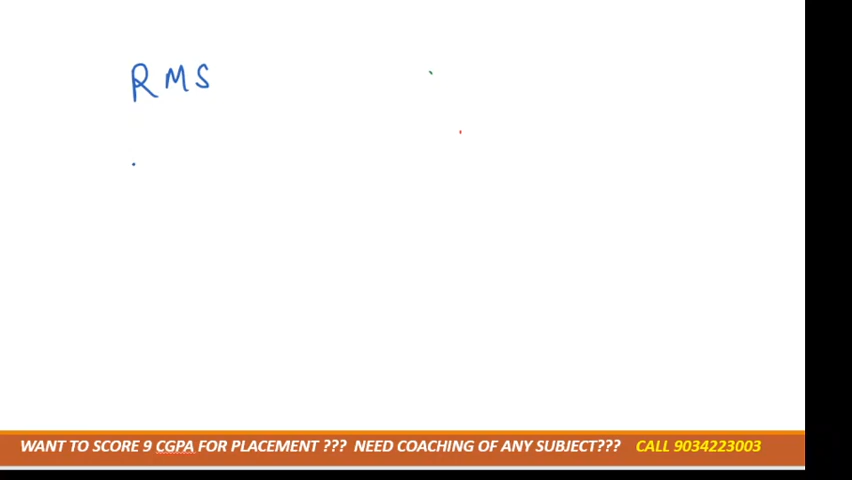 RMS
WANT TO SCORE 9 CGPA FOR PLACEMENT ??? NEED COACHING OF ANY SUBJECT??? CALL 9034223003